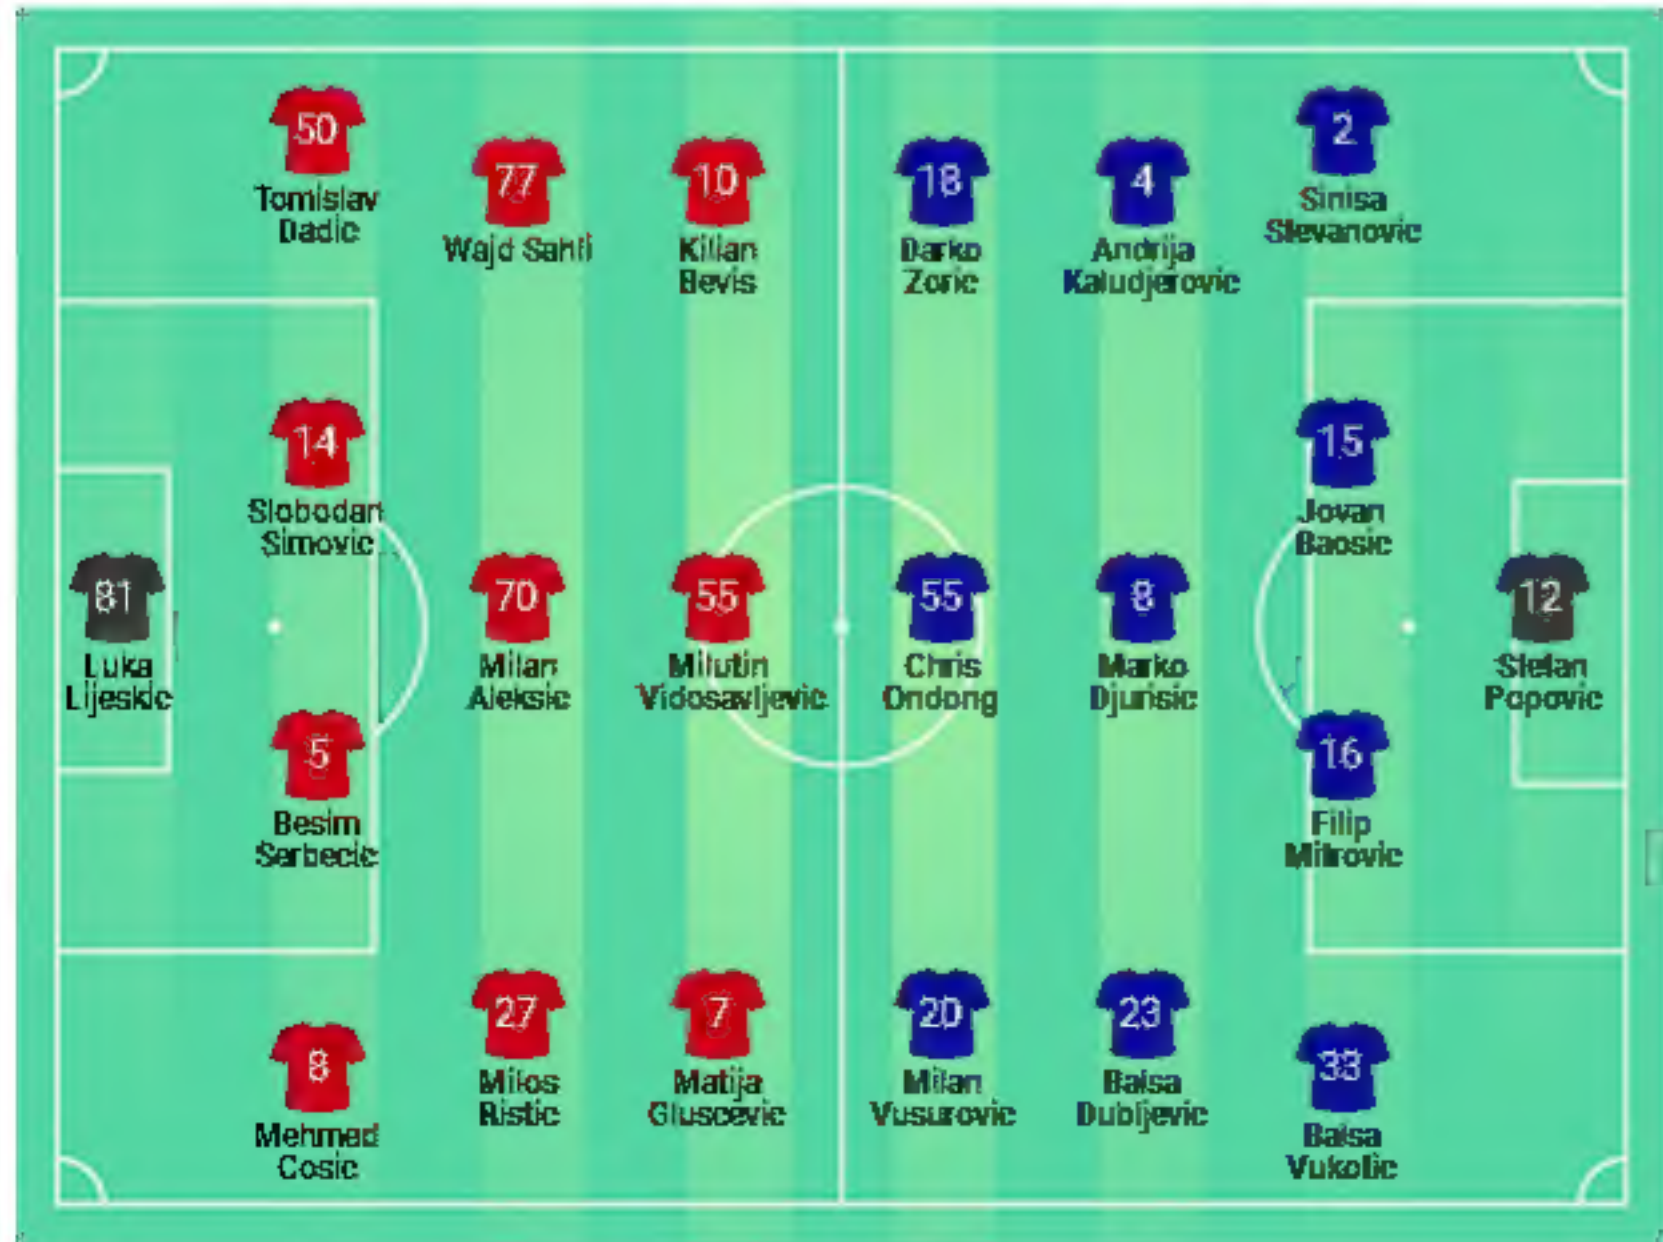 50
Tomislav
Dadic
77
Wajd Sahli
10
Kilian
Bevis
18
Darko
Zoric
4
Andrija
Kaludjerovic
2
Sinisa
Stevanovic
14
Slobodan
Simovic
15
Jovan
Baosic
81
Luka
Lijeskic
70
Milan
Aleksic
55
Milutin
Vidosavljevic
55
Chris
Ondong
8
Marko
Djurisic
12
Stefan
Popovic
5
Besim
Serbecic
16
Filip
Mitrovic
8
Mehmed
Cosic
27
Milos
Ristic
7
Matija
Gluscevic
20
Milan
Vusurovic
23
Balsa
Dubljevic
33
Balsa
Vukotic